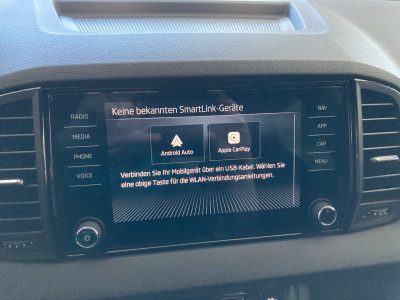 Keine bekannten SmartLink-Geräte
RADIO
MEDIA
PHONE
VOICE
Android Auto
Apple CarPlay
Verbinden Sie Ihr Mobilgerät über ein USB-Kabel. Wählen Sie
eine obige Taste für die WLAN-Verbindungsanleitungen.
NAV
APP
CAR
MENU